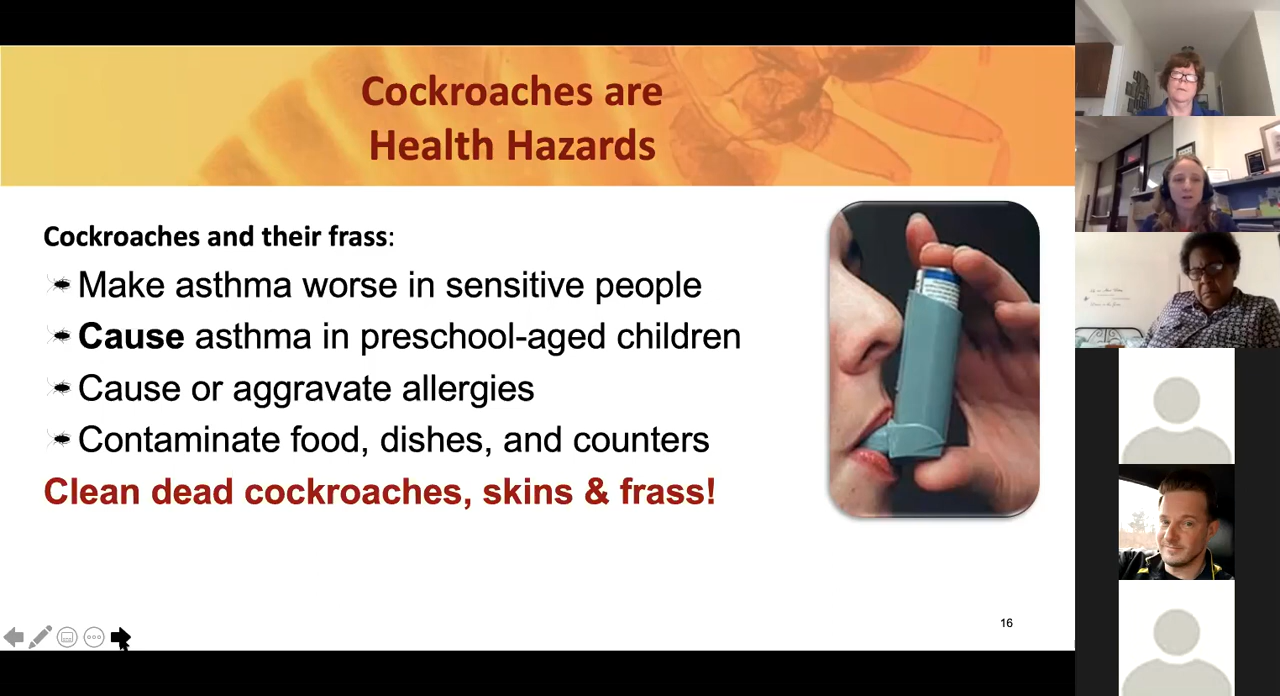 Cockroaches are
Health Hazards
Cockroaches and their frass:
Make asthma worse in sensitive people
Cause asthma in preschool-aged children
Cause or aggravate allergies
Contaminate food, dishes, and counters
Clean dead cockroaches, skins & frass!
16